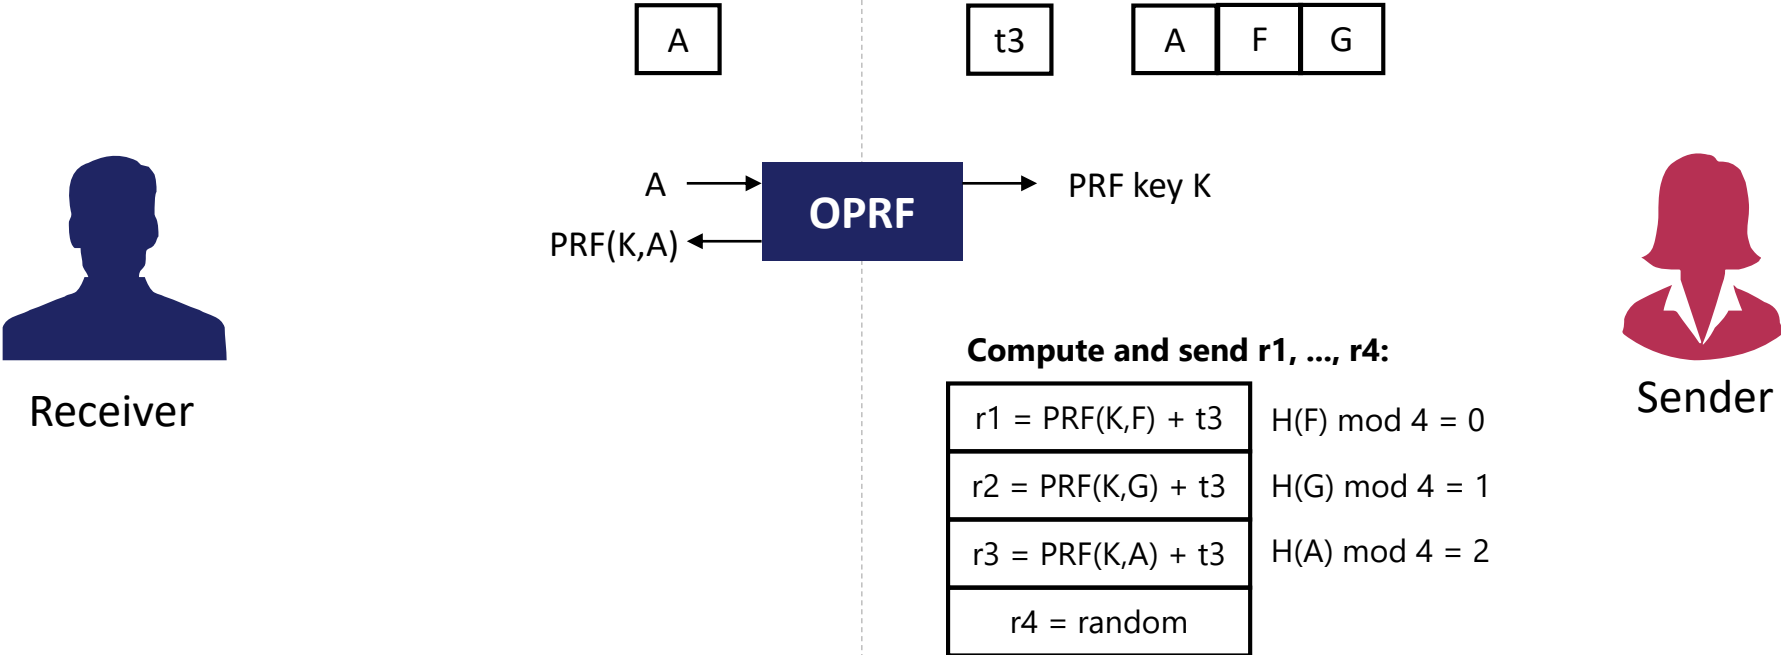 A
t3
A F G
A
OPRF
PRF key K
PRF(K,A)
Receiver
Sender
Compute and send r1, ..., r4:
r1 = PRF(K,F) + t3 H(F) mod 4 = 0
r2 = PRF(K,G) + t3 H(G) mod 4 = 1
r3 = PRF(K,A) + t3 H(A) mod 4 = 2
r4 = random